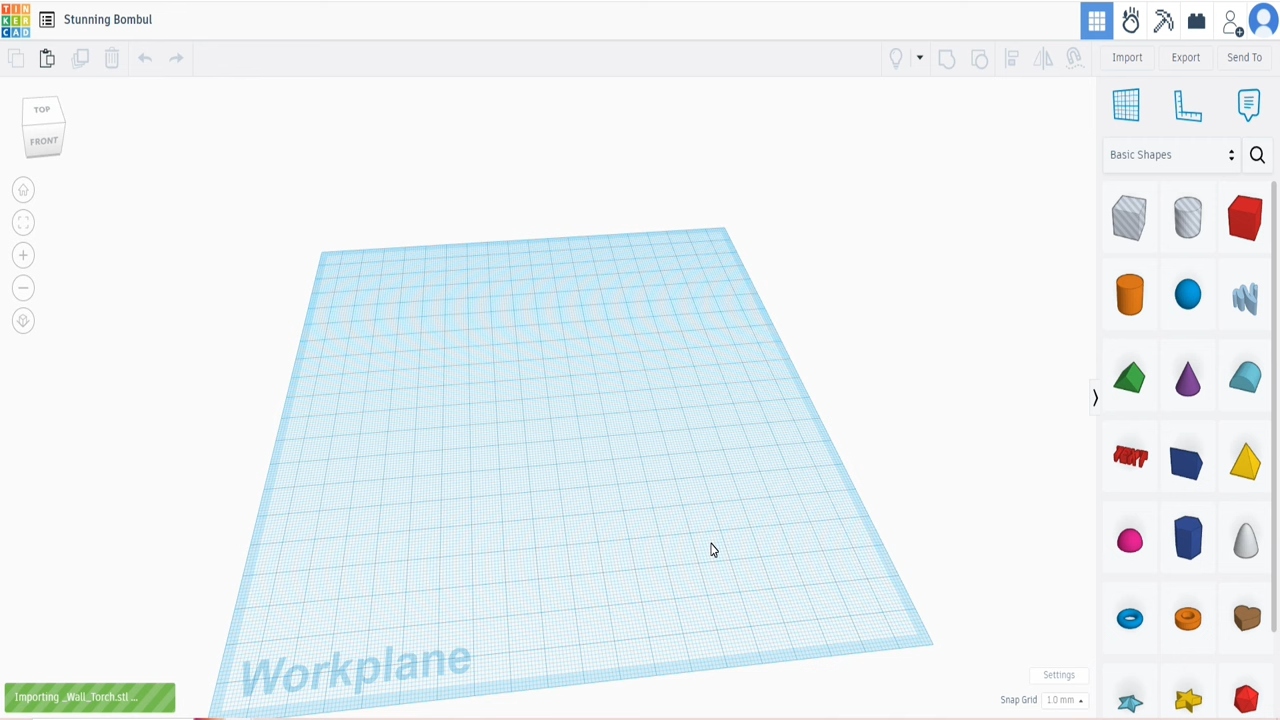 TIN
KER
CAD
Stunning Bombul
Import
Export
Send To
TOP
FRONT
Basic Shapes
TEXT
Workplane
Settings
Snap Grid
1.0 mm
Importing _Wall_Torch.stl ...